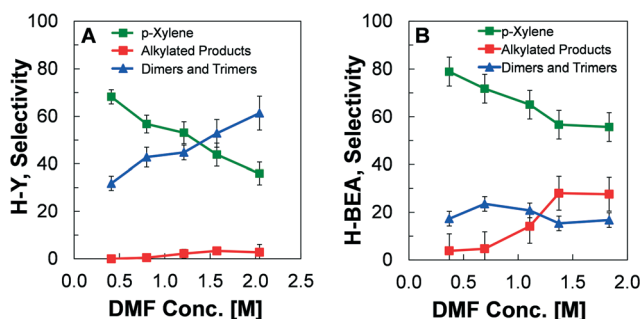 A
p-Xylene
Alkylated Products
Dimers and Trimers
H-Y, Selectivity
100
80
60
40
20
0
0.0 0.5 1.0 1.5 2.0 2.5
DMF Conc. [M]
B
p-Xylene
Alkylated Products
Dimers and Trimers
H-BEA, Selectivity
100
80
60
40
20
0
0.0 0.5 1.0 1.5 2.0
DMF Conc. [M]